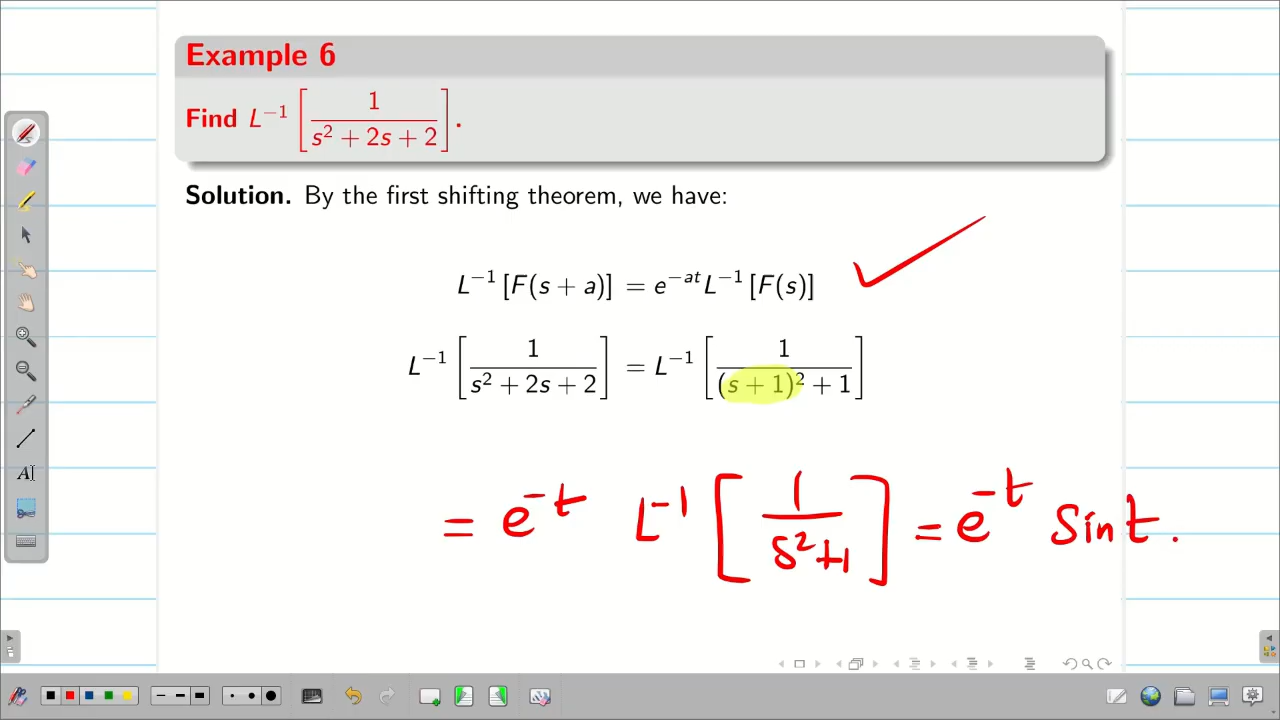 Example 6
Find L⁻¹ [ 1 / (s² + 2s + 2) ].
Solution. By the first shifting theorem, we have:
L⁻¹ [F(s + a)] = e⁻ᵃᵗ L⁻¹ [F(s)]
L⁻¹ [ 1 / (s² + 2s + 2) ] = L⁻¹ [ 1 / ((s + 1)² + 1) ]
= e⁻ᵗ L⁻¹ [ 1 / (s²+1) ] = e⁻ᵗ Sin t.
AI